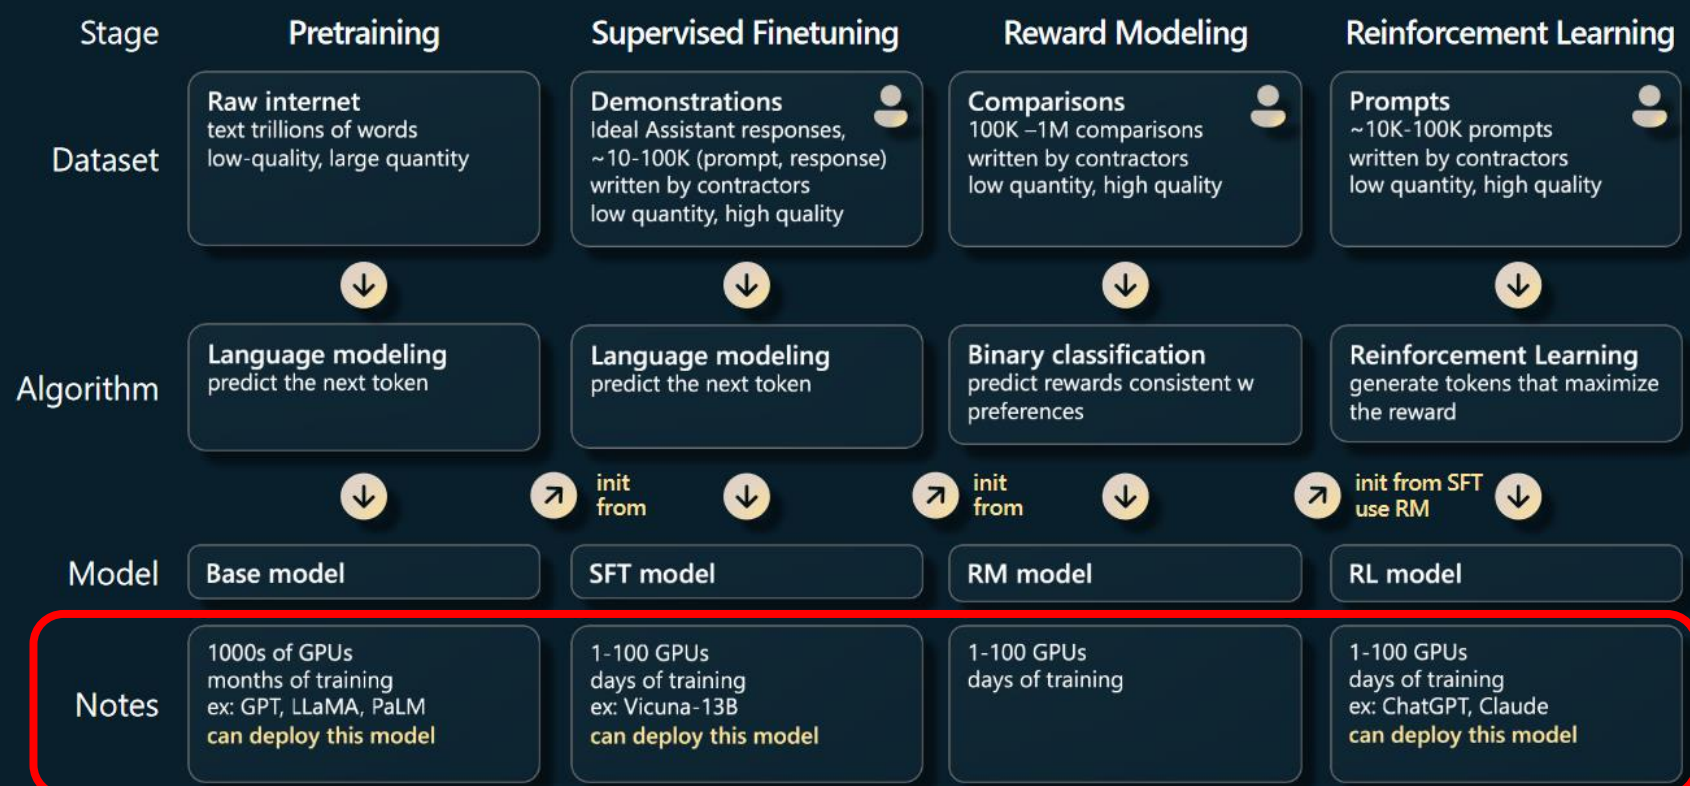 Stage
Pretraining
Supervised Finetuning
Reward Modeling
Reinforcement Learning
Dataset
Raw internet
text trillions of words
low-quality, large quantity
Demonstrations
Ideal Assistant responses,
~10-100K (prompt, response)
written by contractors
low quantity, high quality
Comparisons
100K –1M comparisons
written by contractors
low quantity, high quality
Prompts
~10K-100K prompts
written by contractors
low quantity, high quality
Algorithm
Language modeling
predict the next token
Language modeling
predict the next token
Binary classification
predict rewards consistent w
preferences
Reinforcement Learning
generate tokens that maximize
the reward
init
from
init
from
init from SFT
use RM
Model
Base model
SFT model
RM model
RL model
Notes
1000s of GPUs
months of training
ex: GPT, LLaMA, PaLM
can deploy this model
1-100 GPUs
days of training
ex: Vicuna-13B
can deploy this model
1-100 GPUs
days of training
1-100 GPUs
days of training
ex: ChatGPT, Claude
can deploy this model